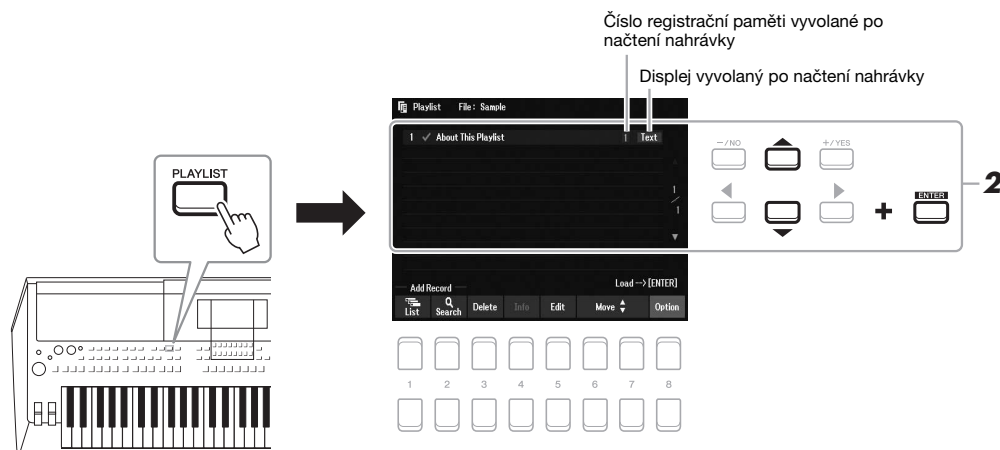 Číslo registrační paměti vyvolané po
načtení nahrávky
Displej vyvolaný po načtení nahrávky
Playlist File: Sample
1 ✓ About This Playlist 1 Text
1
/
1
Load-->[ENTER]
Add Record
List Search Delete Info Edit Move Option
1 2 3 4 5 6 7 8
PLAYLIST
–/NO
+/YES
ENTER
+
2